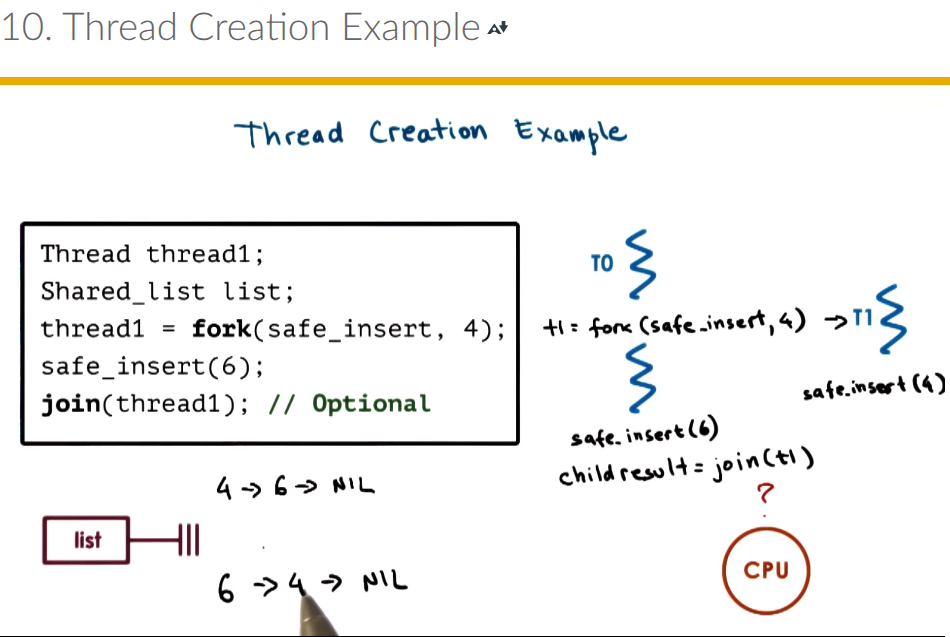 10. Thread Creation Example
Thread Creation Example
Thread thread1;
Shared_list list;
thread1 = fork(safe_insert, 4);
safe_insert(6);
join(thread1); // Optional
T0
t1 = fork (safe_insert, 4) → T1
safe_insert (4)
safe_insert (6)
child result = join (t1)
?
CPU
4 → 6 → NIL
list
6 → 4 → NIL